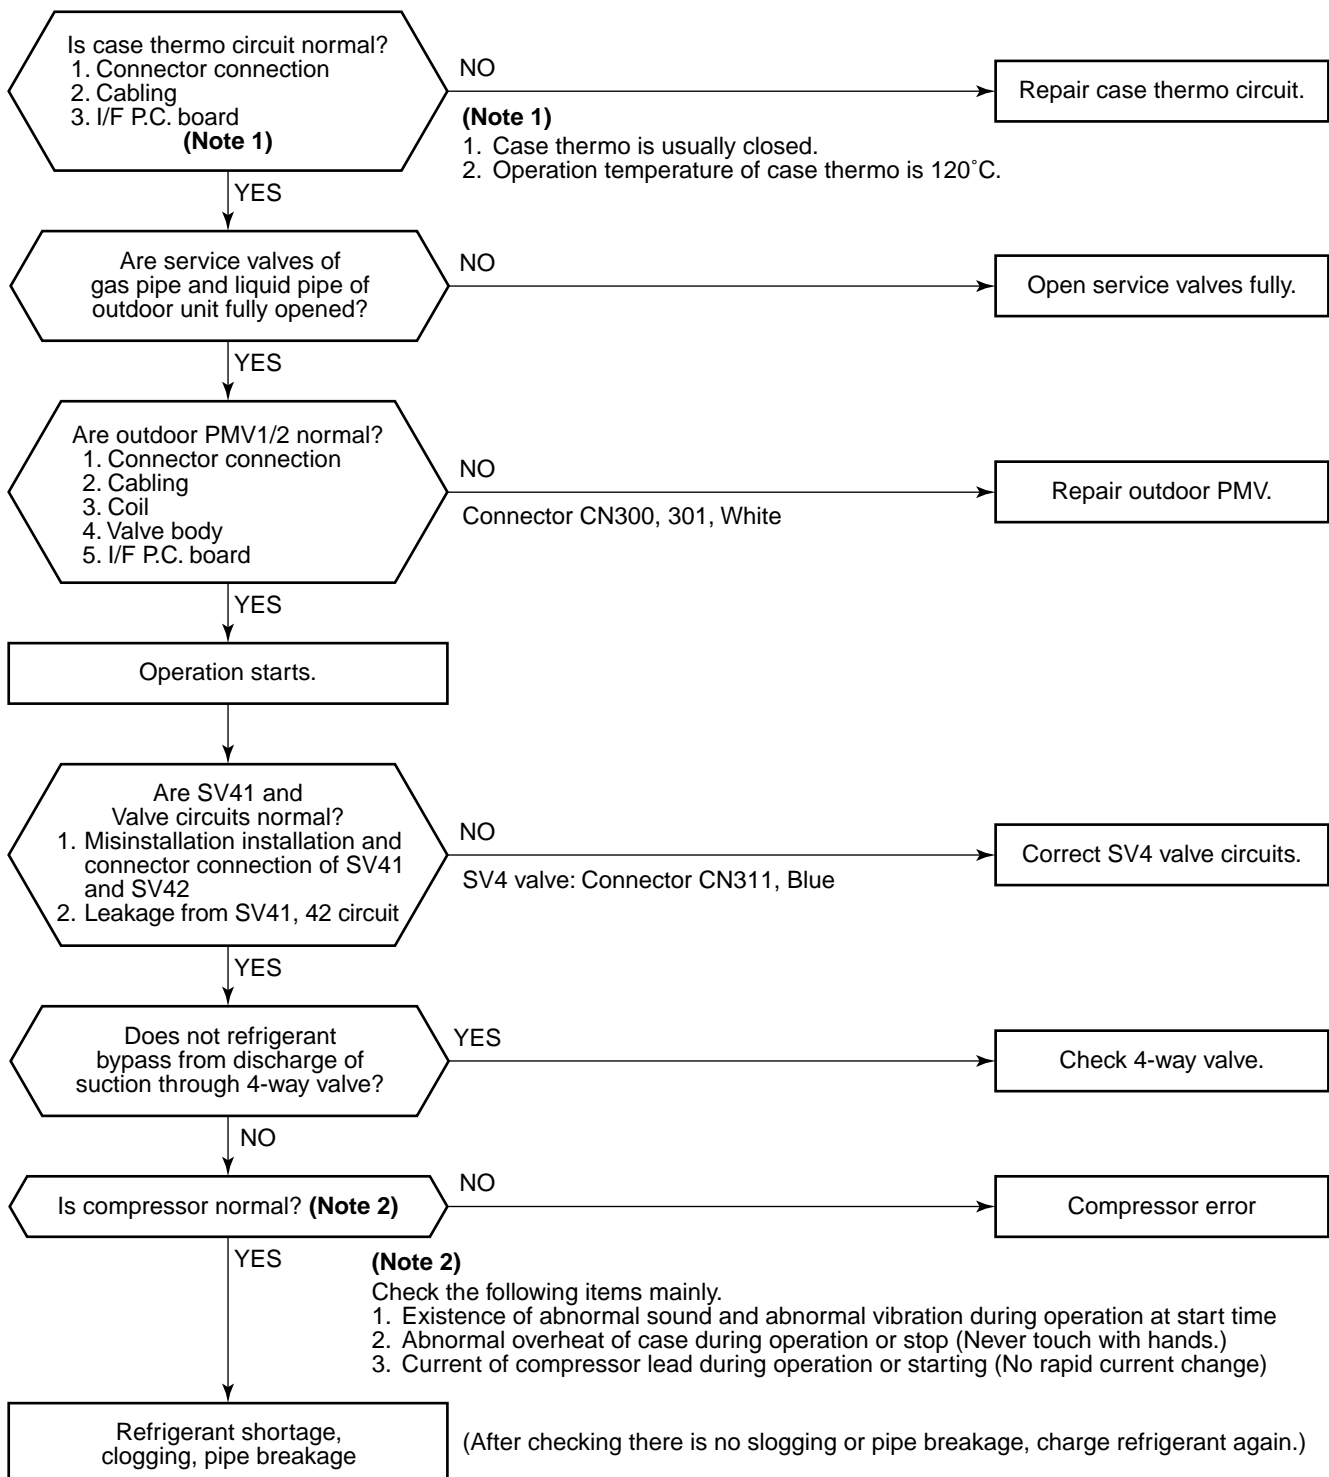 Is case thermo circuit normal?
1. Connector connection
2. Cabling
3. I/F P.C. board
(Note 1)
NO
Repair case thermo circuit.
(Note 1)
1. Case thermo is usually closed.
2. Operation temperature of case thermo is 120˚C.
YES
Are service valves of
gas pipe and liquid pipe of
outdoor unit fully opened?
NO
Open service valves fully.
YES
Are outdoor PMV1/2 normal?
1. Connector connection
2. Cabling
3. Coil
4. Valve body
5. I/F P.C. board
NO
Connector CN300, 301, White
Repair outdoor PMV.
YES
Operation starts.
Are SV41 and
Valve circuits normal?
1. Misinstallation installation and
connector connection of SV41
and SV42
2. Leakage from SV41, 42 circuit
NO
SV4 valve: Connector CN311, Blue
Correct SV4 valve circuits.
YES
Does not refrigerant
bypass from discharge of
suction through 4-way valve?
YES
Check 4-way valve.
NO
Is compressor normal? (Note 2)
NO
Compressor error
YES
(Note 2)
Check the following items mainly.
1. Existence of abnormal sound and abnormal vibration during operation at start time
2. Abnormal overheat of case during operation or stop (Never touch with hands.)
3. Current of compressor lead during operation or starting (No rapid current change)
Refrigerant shortage,
clogging, pipe breakage
(After checking there is no slogging or pipe breakage, charge refrigerant again.)